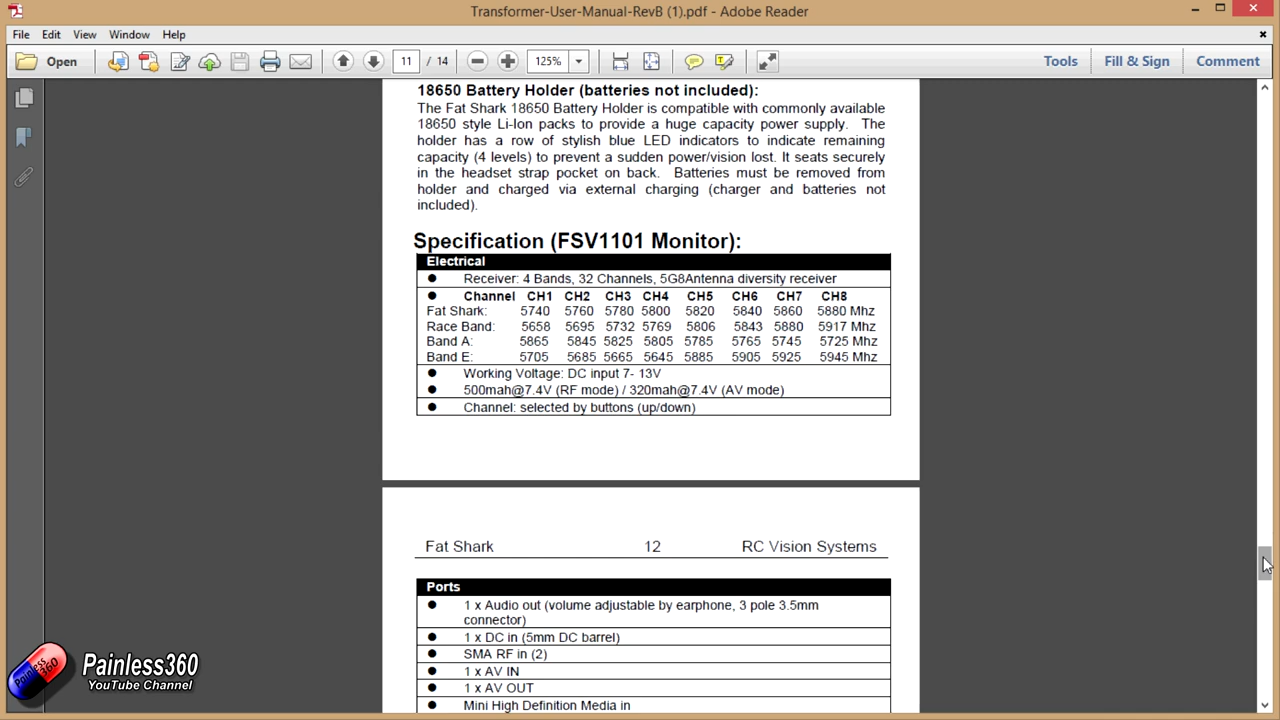 Transformer-User-Manual-RevB (1).pdf - Adobe Reader
File Edit View Window Help
Open 11 / 14 125% Tools Fill & Sign Comment
18650 Battery Holder (batteries not included):
The Fat Shark 18650 Battery Holder is compatible with commonly available
18650 style Li-Ion packs to provide a huge capacity power supply. The
holder has a row of stylish blue LED indicators to indicate remaining
capacity (4 levels) to prevent a sudden power/vision lost. It seats securely
in the headset strap pocket on back. Batteries must be removed from
holder and charged via external charging (charger and batteries not
included).
Specification (FSV1101 Monitor):
Electrical
● Receiver: 4 Bands, 32 Channels, 5G8Antenna diversity receiver
● Channel CH1 CH2 CH3 CH4 CH5 CH6 CH7 CH8
Fat Shark: 5740 5760 5780 5800 5820 5840 5860 5880 Mhz
Race Band: 5658 5695 5732 5769 5806 5843 5880 5917 Mhz
Band A: 5865 5845 5825 5805 5785 5765 5745 5725 Mhz
Band E: 5705 5685 5665 5645 5885 5905 5925 5945 Mhz
● Working Voltage: DC input 7- 13V
● 500mah@7.4V (RF mode) / 320mah@7.4V (AV mode)
● Channel: selected by buttons (up/down)
Fat Shark 12 RC Vision Systems
Ports
● 1 x Audio out (volume adjustable by earphone, 3 pole 3.5mm
connector)
● 1 x DC in (5mm DC barrel)
● SMA RF in (2)
● 1 x AV IN
● 1 x AV OUT
● Mini High Definition Media in
Painless360
Painless360
YouTube Channel